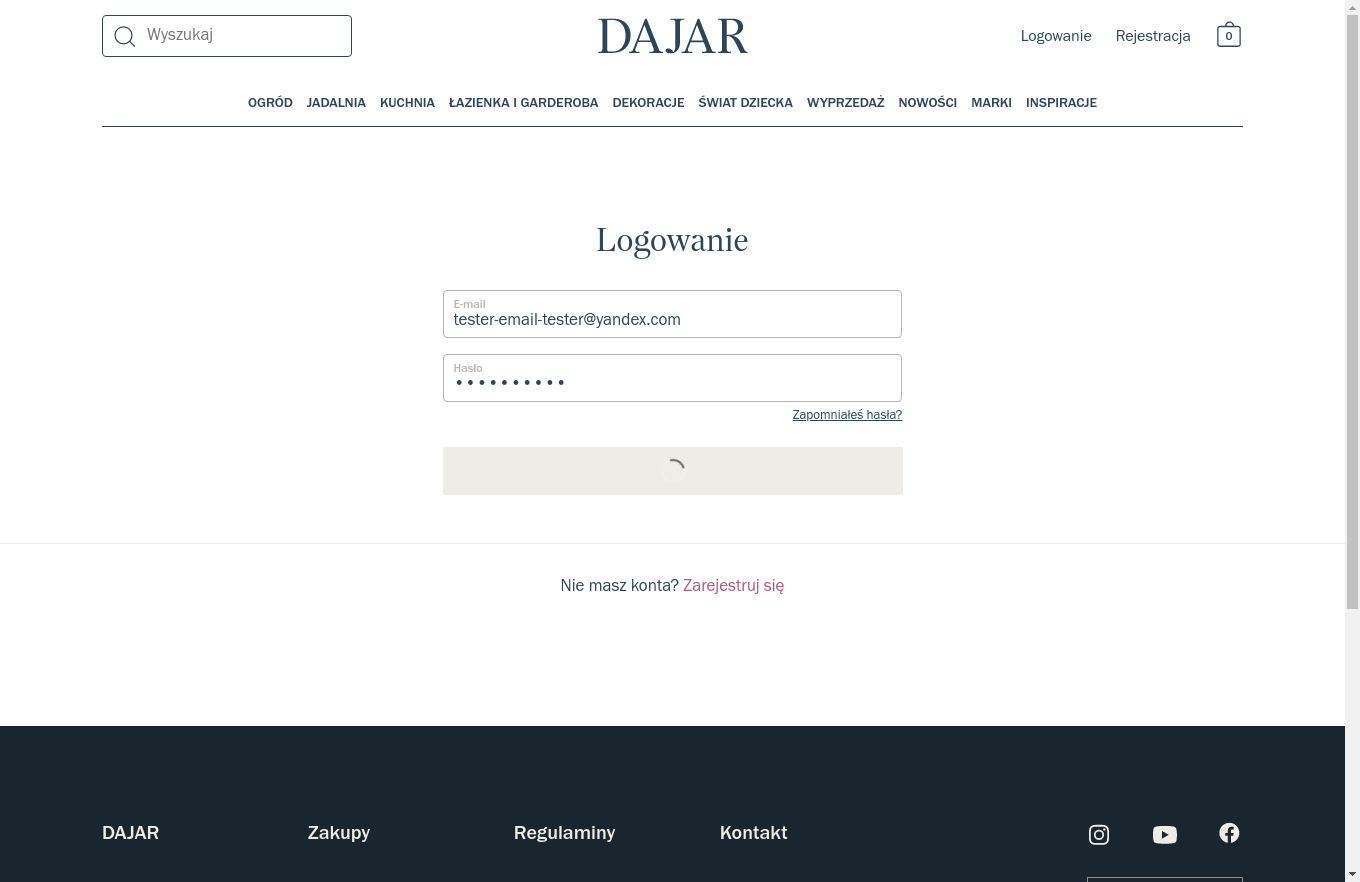 Wyszukaj
DAJAR
Logowanie
Rejestracja
0
OGRÓD JADALNIA KUCHNIA ŁAZIENKA I GARDEROBA DEKORACJE ŚWIAT DZIECKA WYPRZEDAŻ NOWOŚCI MARKI INSPIRACJE
Logowanie
E-mail
tester-email-tester@yandex.com
Hasło
••••••••••
Zapomniałeś hasła?
Nie masz konta? Zarejestruj się
DAJAR
Zakupy
Regulaminy
Kontakt